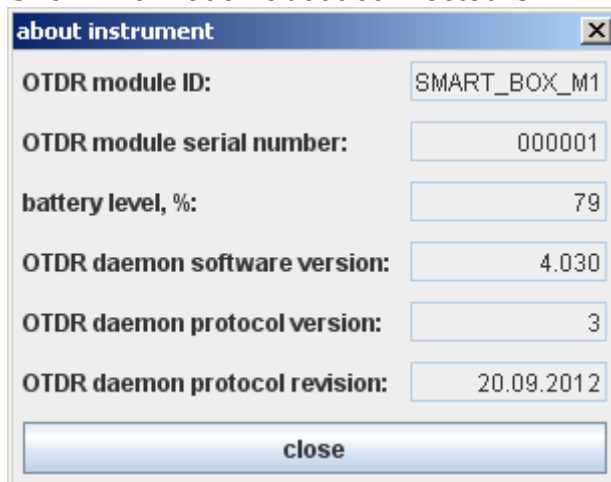 about instrument
OTDR module ID: SMART_BOX_M1
OTDR module serial number: 000001
battery level, %: 79
OTDR daemon software version: 4.030
OTDR daemon protocol version: 3
OTDR daemon protocol revision: 20.09.2012
close